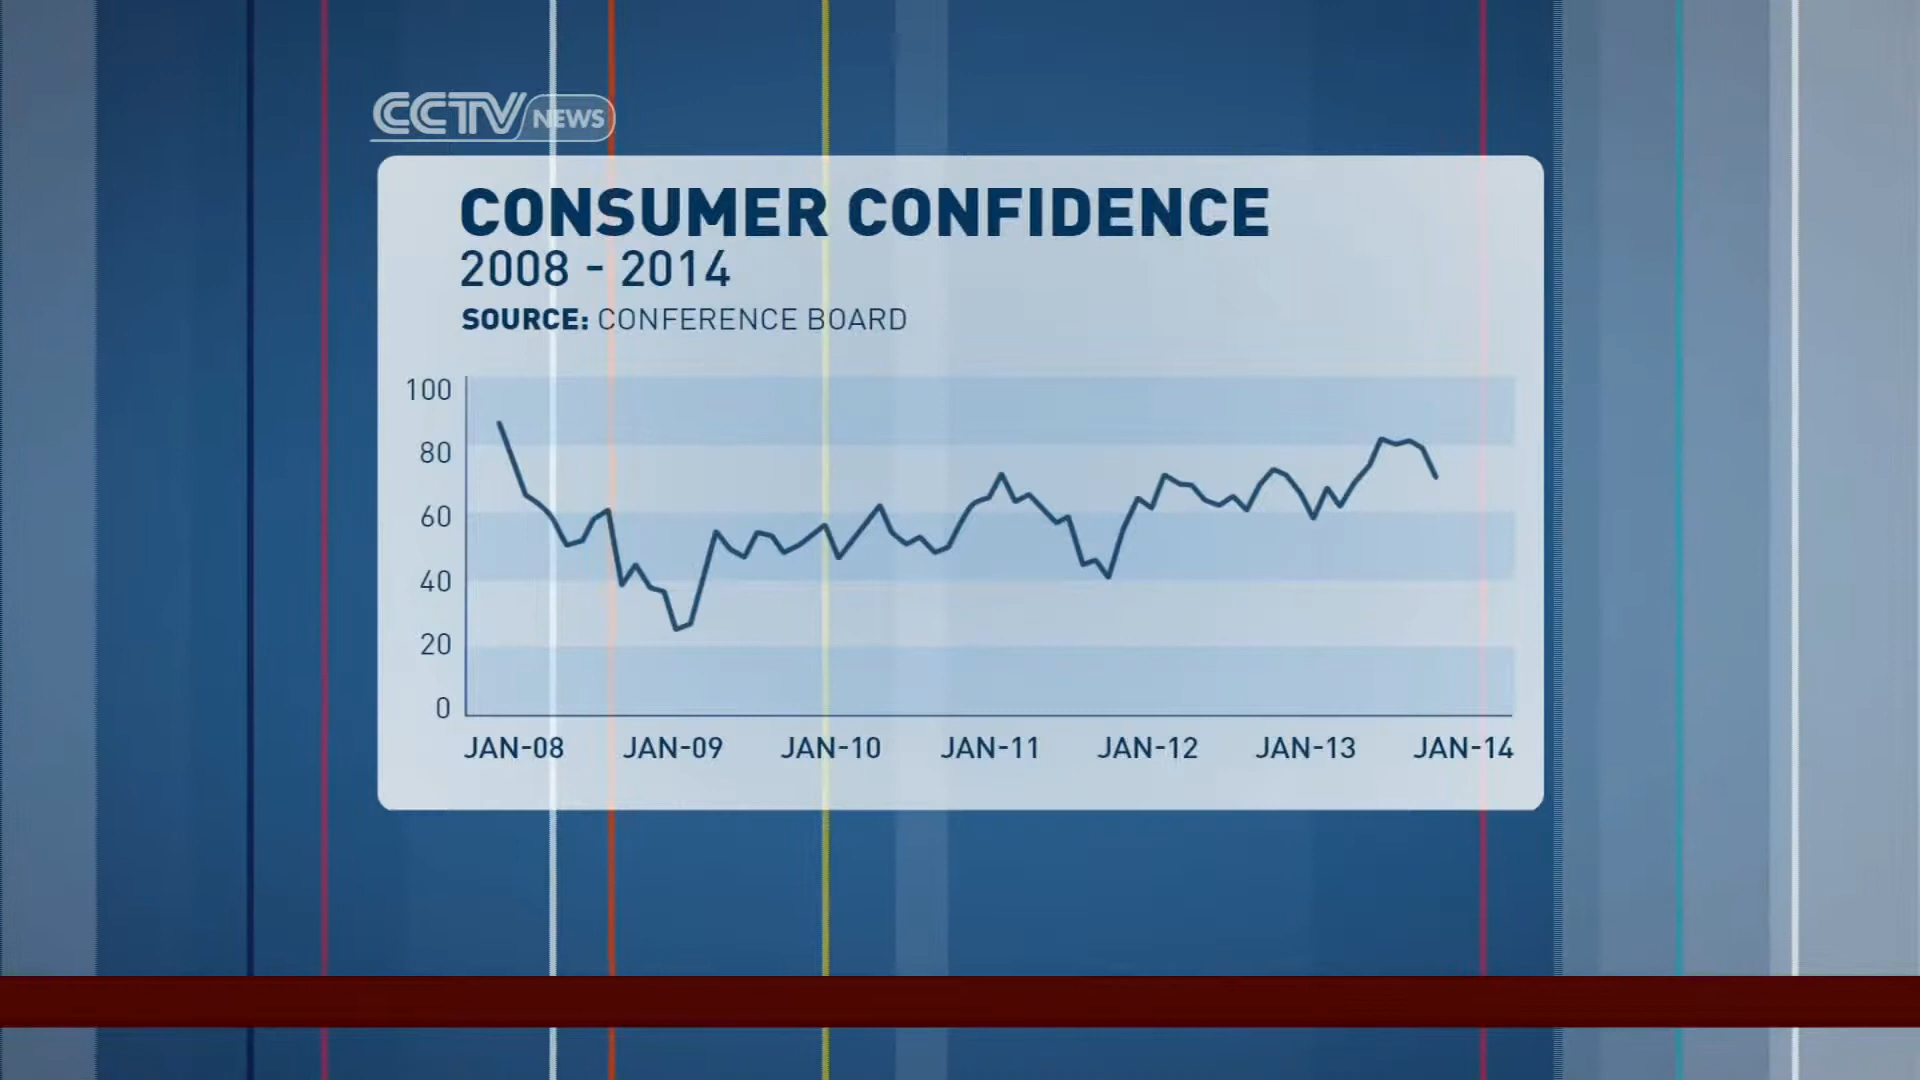 CCTV NEWS
CONSUMER CONFIDENCE
2008 - 2014
SOURCE: CONFERENCE BOARD
100
80
60
40
20
0
JAN-08 JAN-09 JAN-10 JAN-11 JAN-12 JAN-13 JAN-14